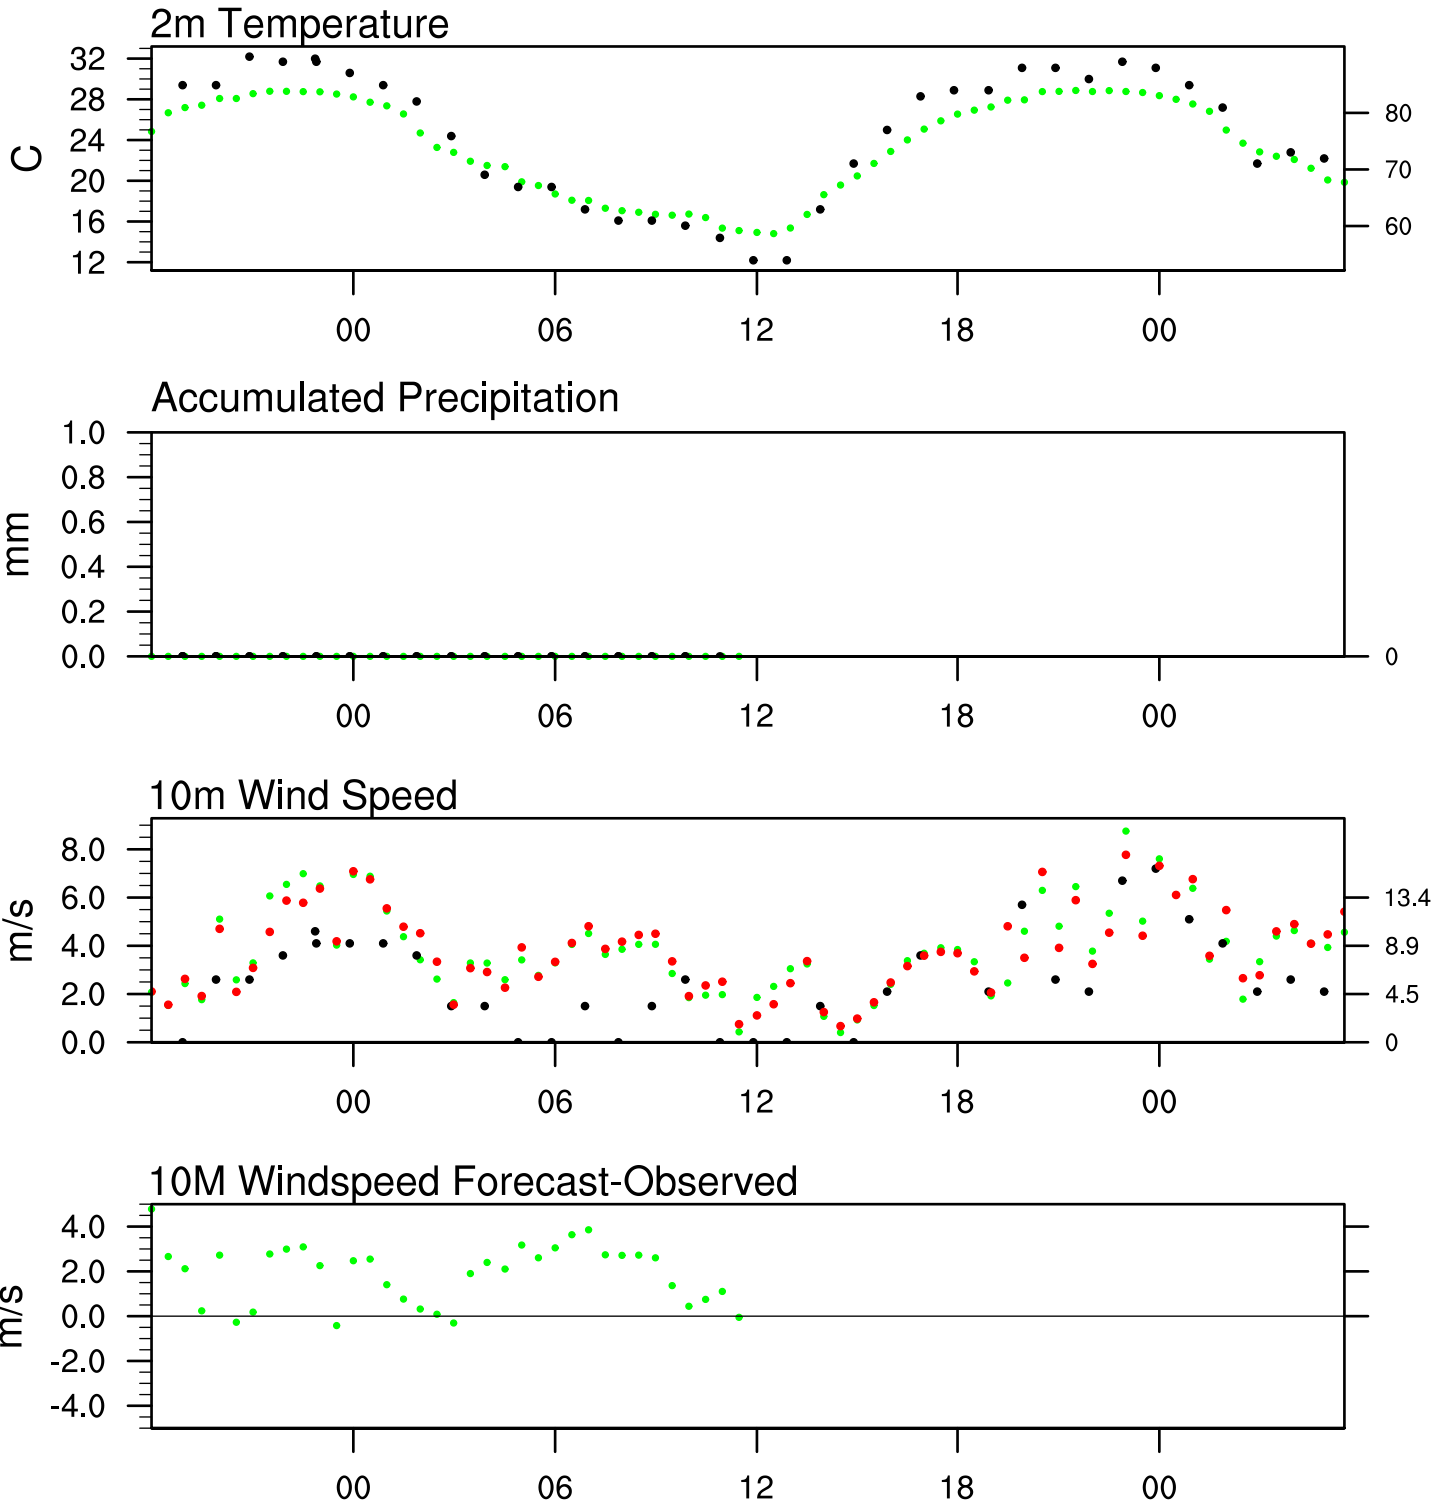 2m Temperature
32
28
24
20
16
12
C
80
70
60
00 06 12 18 00
Accumulated Precipitation
1.0
0.8
0.6
0.4
0.2
0.0
mm
0
00 06 12 18 00
10m Wind Speed
8.0
6.0
4.0
2.0
0.0
m/s
13.4
8.9
4.5
0
00 06 12 18 00
10M Windspeed Forecast-Observed
4.0
2.0
0.0
-2.0
-4.0
m/s
00 06 12 18 00